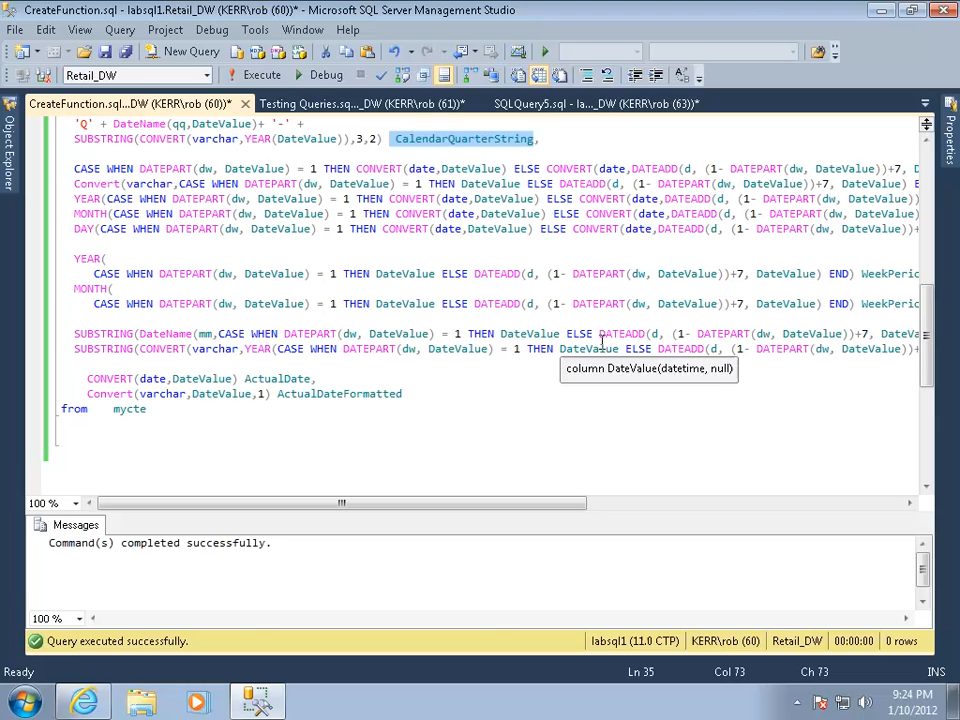 CreateFunction.sql - labsql1.Retail_DW (KERR\rob (60))* - Microsoft SQL Server Management Studio
File Edit View Query Project Debug Tools Window Help
New Query
Retail_DW Execute Debug
CreateFunction.sql...DW (KERR\rob (60))* Testing Queries.sq..._DW (KERR\rob (61))* SQLQuery5.sql - la..._DW (KERR\rob (63))*
Object Explorer
Properties
'Q' + DateName(qq,DateValue)+ '-' +
SUBSTRING(CONVERT(varchar,YEAR(DateValue)),3,2) CalendarQuarterString,
CASE WHEN DATEPART(dw, DateValue) = 1 THEN CONVERT(date,DateValue) ELSE CONVERT(date,DATEADD(d, (1- DATEPART(dw, DateValue))+7,
Convert(varchar,CASE WHEN DATEPART(dw, DateValue) = 1 THEN DateValue ELSE DATEADD(d, (1- DATEPART(dw, DateValue))+7, DateValue)
YEAR(CASE WHEN DATEPART(dw, DateValue) = 1 THEN CONVERT(date,DateValue) ELSE CONVERT(date,DATEADD(d, (1- DATEPART(dw, DateValue))
MONTH(CASE WHEN DATEPART(dw, DateValue) = 1 THEN CONVERT(date,DateValue) ELSE CONVERT(date,DATEADD(d, (1- DATEPART(dw, DateValue))
DAY(CASE WHEN DATEPART(dw, DateValue) = 1 THEN CONVERT(date,DateValue) ELSE CONVERT(date,DATEADD(d, (1- DATEPART(dw, DateValue))+
YEAR(
CASE WHEN DATEPART(dw, DateValue) = 1 THEN DateValue ELSE DATEADD(d, (1- DATEPART(dw, DateValue))+7, DateValue) END) WeekPeric
MONTH(
CASE WHEN DATEPART(dw, DateValue) = 1 THEN DateValue ELSE DATEADD(d, (1- DATEPART(dw, DateValue))+7, DateValue) END) WeekPeric
SUBSTRING(DateName(mm,CASE WHEN DATEPART(dw, DateValue) = 1 THEN DateValue ELSE DATEADD(d, (1- DATEPART(dw, DateValue))+7, DateVa
SUBSTRING(CONVERT(varchar,YEAR(CASE WHEN DATEPART(dw, DateValue) = 1 THEN DateValue ELSE DATEADD(d, (1- DATEPART(dw, DateValue))+
column DateValue(datetime, null)
CONVERT(date,DateValue) ActualDate,
Convert(varchar,DateValue,1) ActualDateFormatted
from mycte
100 %
Messages
Command(s) completed successfully.
100 %
Query executed successfully. labsql1 (11.0 CTP) KERR\rob (60) Retail_DW 00:00:00 0 rows
Ready Ln 35 Col 73 Ch 73 INS
9:24 PM
1/10/2012